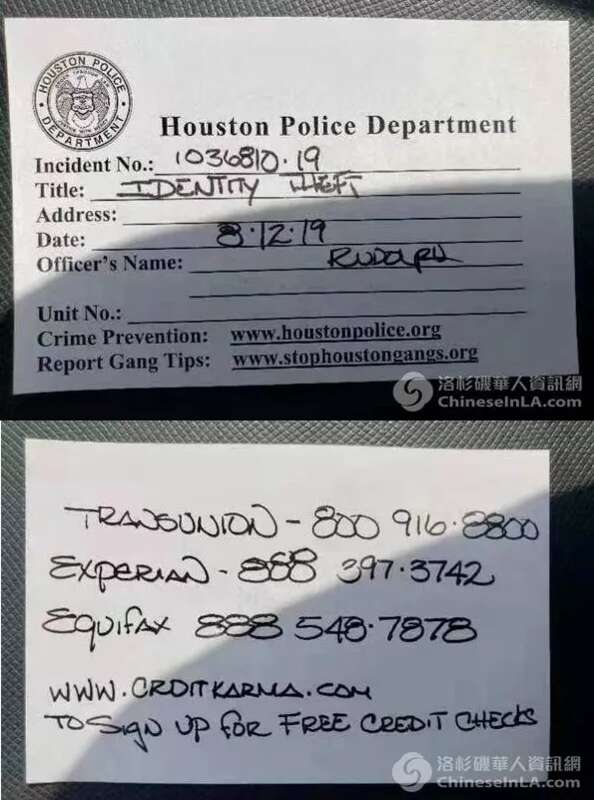 HOUSTON POLICE
DEPARTMENT
Houston Police Department
Incident No.: 1036810.19
Title: IDENTITY THEFT
Address:
Date: 8.12.19
Officer's Name: RUDOLPH
Unit No.:
Crime Prevention: www.houstonpolice.org
Report Gang Tips: www.stophoustongangs.org
洛杉磯華人資訊網
ChineseInLA.com
TRANSUNION - 800 916.8800
EXPERIAN - 888 397.3742
EQUIFAX 888 548.7878
WWW.CRDITKARMA.COM
TO SIGN UP FOR FREE CREDIT CHECKS
洛杉磯華人資訊網
ChineseInLA.com